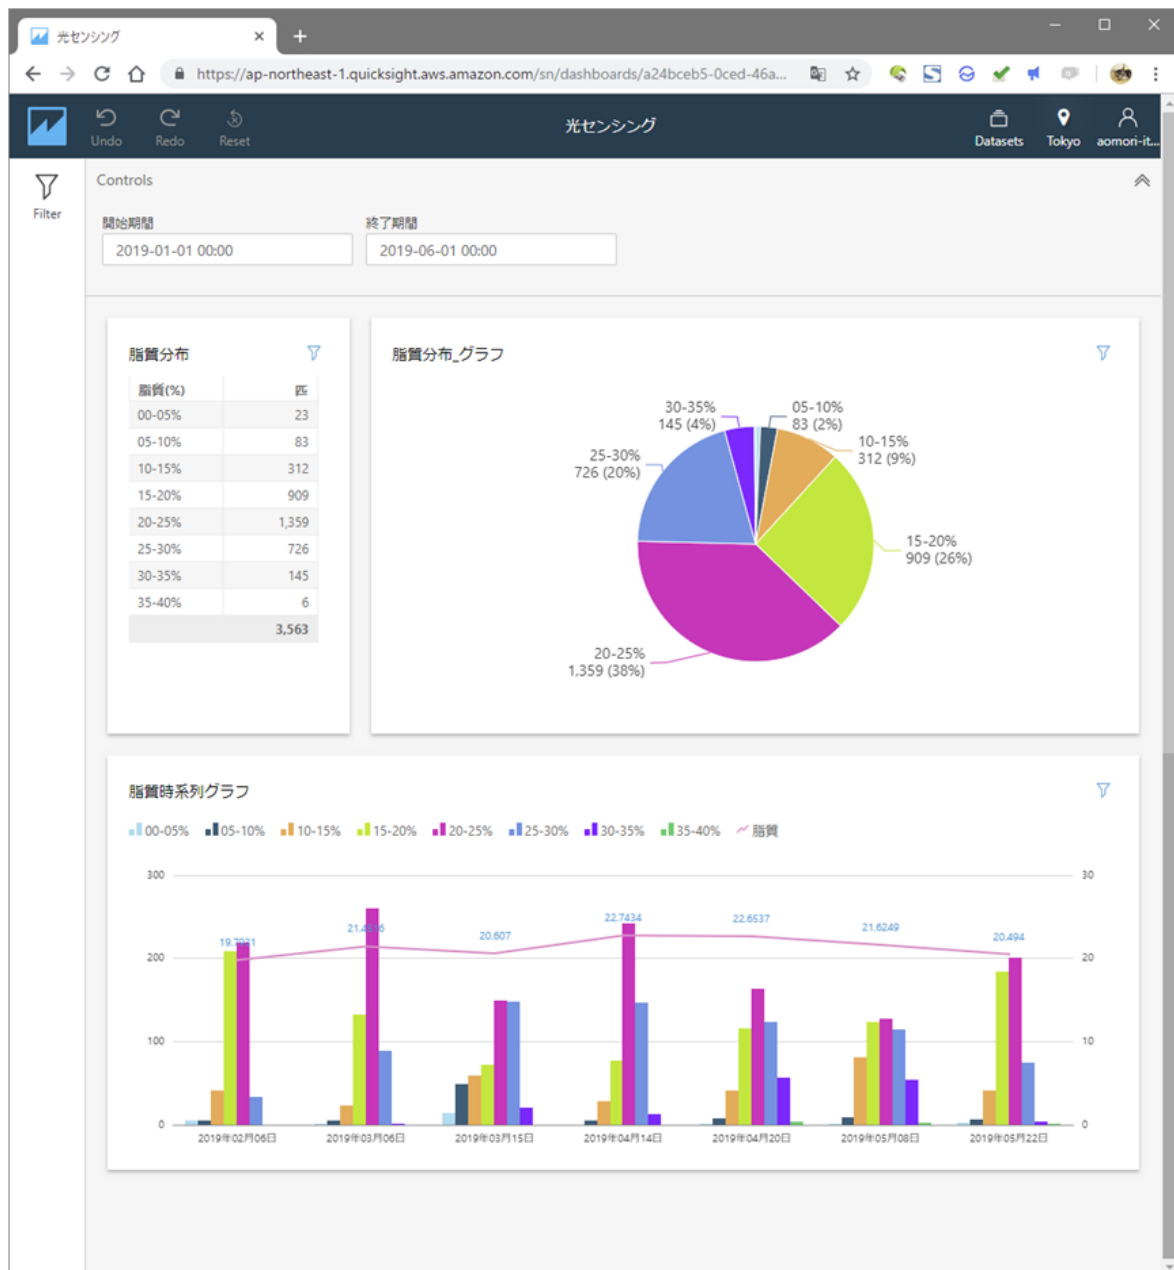 光センシング
https://ap-northeast-1.quicksight.aws.amazon.com/sn/dashboards/a24bceb5-0ced-46a...
Undo Redo Reset 光センシング Datasets Tokyo aomori-it...
Filter
Controls
開始期間 終了期間
2019-01-01 00:00 2019-06-01 00:00
脂質分布
脂質(%) 匹
00-05% 23
05-10% 83
10-15% 312
15-20% 909
20-25% 1,359
25-30% 726
30-35% 145
35-40% 6
3,563
脂質分布_グラフ
30-35%
145 (4%)
05-10%
83 (2%)
10-15%
312 (9%)
25-30%
726 (20%)
15-20%
909 (26%)
20-25%
1,359 (38%)
脂質時系列グラフ
00-05% 05-10% 10-15% 15-20% 20-25% 25-30% 30-35% 35-40% 脂質
300 30
22.7434 22.6537 21.6249
20.607 20.494
200 20
100 10
0 0
2019年02月06日 2019年03月06日 2019年03月15日 2019年04月14日 2019年04月20日 2019年05月08日 2019年05月22日